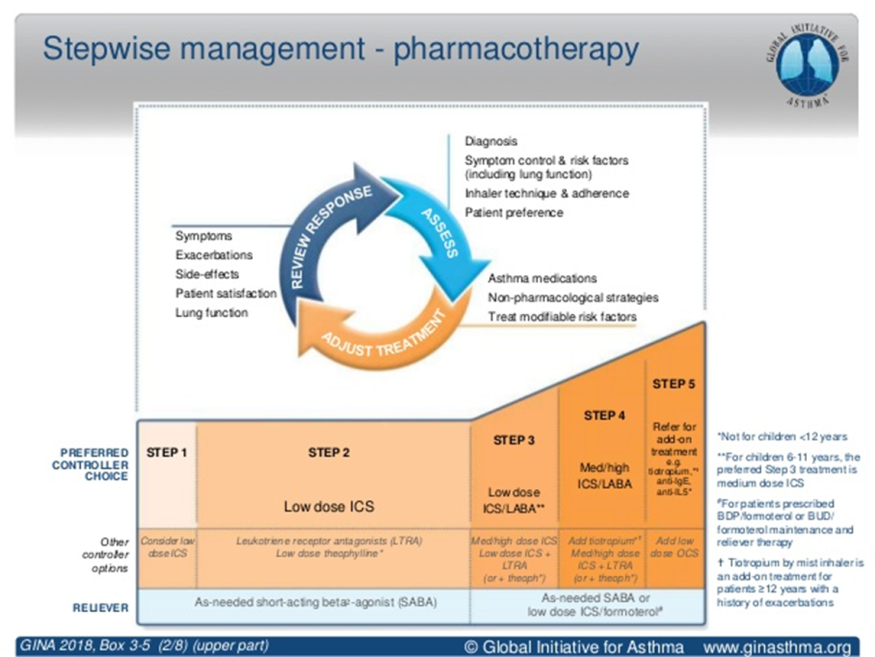 Stepwise management - pharmacotherapy
GLOBAL INITIATIVE FOR
ASTHMA
Diagnosis
Symptom control & risk factors
(including lung function)
Inhaler technique & adherence
Patient preference
REVIEW RESPONSE
ASSESS
ADJUST TREATMENT
Symptoms
Exacerbations
Side-effects
Patient satisfaction
Lung function
Asthma medications
Non-pharmacological strategies
Treat modifiable risk factors
PREFERRED
CONTROLLER
CHOICE
STEP 1
STEP 2
Low dose ICS
STEP 3
Low dose
ICS/LABA**
STEP 4
Med/high
ICS/LABA
STEP 5
Refer for
add-on
treatment
e.g.
tiotropium,*†
anti-IgE,
anti-IL5*
Other
controller
options
Consider low
dose ICS
Leukotriene receptor antagonists (LTRA)
Low dose theophylline*
Med/high dose ICS
Low dose ICS +
LTRA
(or + theoph*)
Add tiotropium*†
Med/high dose
ICS + LTRA
(or + theoph*)
Add low
dose OCS
RELIEVER
As-needed short-acting beta2-agonist (SABA)
As-needed SABA or
low dose ICS/formoterol#
*Not for children <12 years
**For children 6-11 years, the
preferred Step 3 treatment is
medium dose ICS
#For patients prescribed
BDP/formoterol or BUD/
formoterol maintenance and
reliever therapy
† Tiotropium by mist inhaler is
an add-on treatment for
patients ≥12 years with a
history of exacerbations
GINA 2018, Box 3-5 (2/8) (upper part)
© Global Initiative for Asthma
www.ginasthma.org